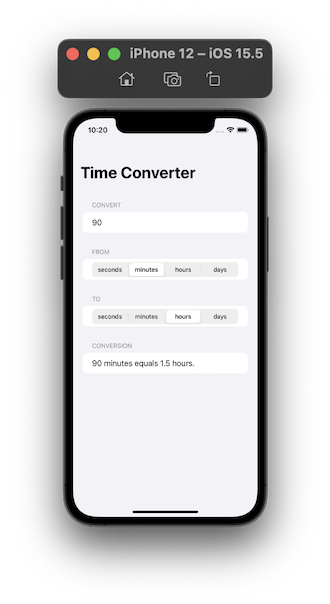 iPhone 12 – iOS 15.5
10:20
Time Converter
CONVERT
90
FROM
seconds minutes hours days
TO
seconds minutes hours days
CONVERSION
90 minutes equals 1.5 hours.